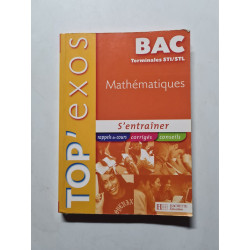 TOP' exos
BAC
Terminales STI/STL
Mathématiques
S'entraîner
rappels de cours corrigés conseils
HACHETTE